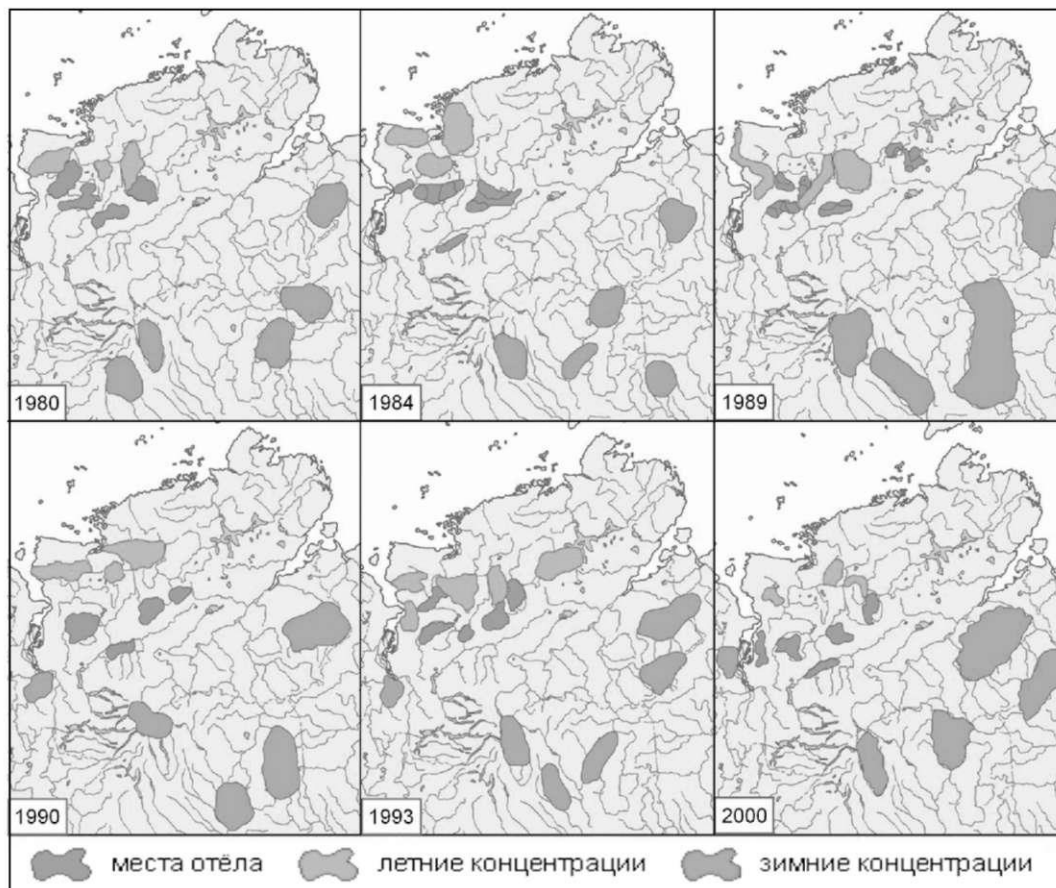 1980
1984
1989
1990
1993
2000
места отёла
летние концентрации
зимние концентрации